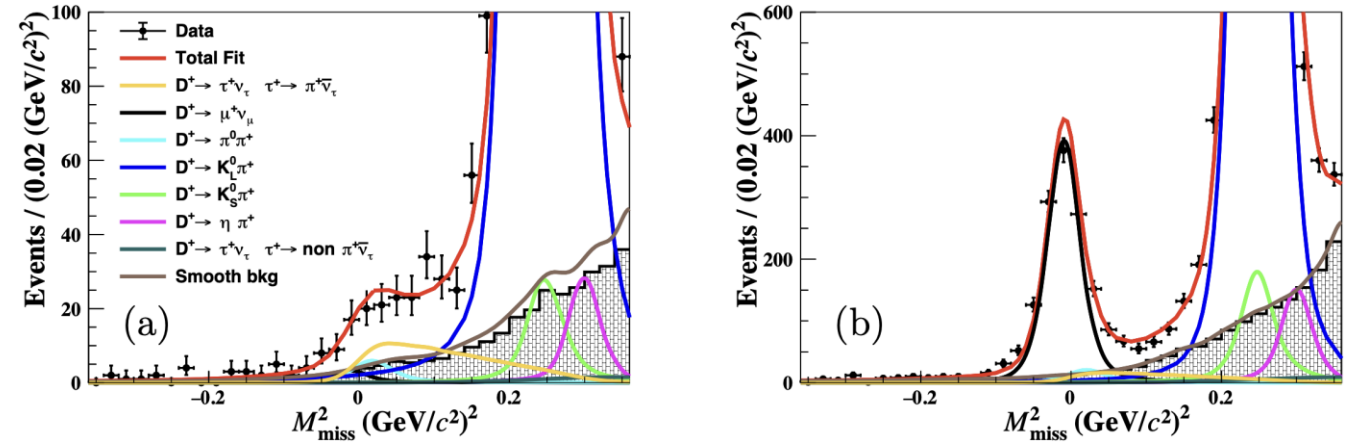 100
80
60
40
20
0
Events / (0.02 (GeV/c²)²
Data
Total Fit
D⁺→ τ⁺ν_τ τ⁺→ π⁺ν̅_τ
D⁺→ μ⁺ν_μ
D⁺→ π⁰π⁺
D⁺→ K⁰_Lπ⁺
D⁺→ K⁰_Sπ⁺
D⁺→ η π⁺
D⁺→ τ⁺ν_τ τ⁺→ non π⁺ν̅_τ
Smooth bkg
(a)
−0.2 0 0.2
M²_miss (GeV/c²)²
600
400
200
0
Events / (0.02 (GeV/c²)²
(b)
−0.2 0 0.2
M²_miss (GeV/c²)²